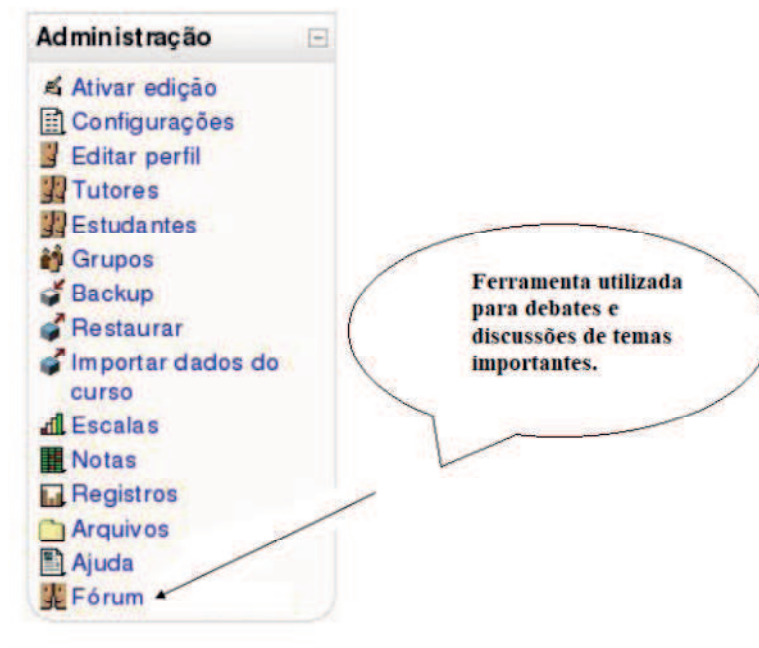 Administração
Ativar edição
Configurações
Editar perfil
Tutores
Estudantes
Grupos
Backup
Restaurar
Importar dados do
curso
Escalas
Notas
Registros
Arquivos
Ajuda
Fórum
Ferramenta utilizada
para debates e
discussões de temas
importantes.